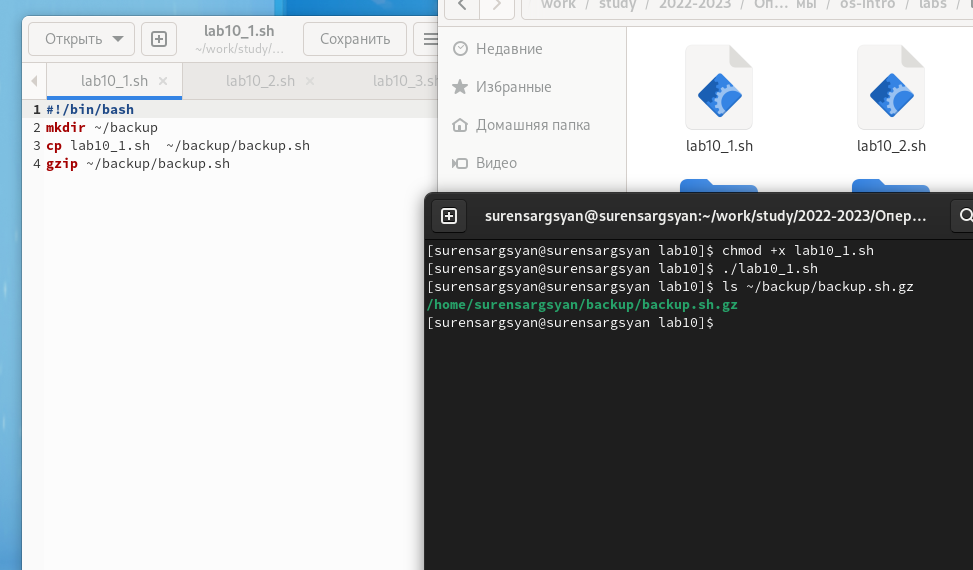 Открыть
lab10_1.sh
~/work/study/...
Сохранить
lab10_1.sh ×
lab10_2.sh ×
lab10_3.sh
1 #!/bin/bash
2 mkdir ~/backup
3 cp lab10_1.sh  ~/backup/backup.sh
4 gzip ~/backup/backup.sh
work / study / 2022-2023 / Оп… мы / os-intro / labs /
Недавние
Избранные
Домашняя папка
Видео
lab10_1.sh
lab10_2.sh
surensargsyan@surensargsyan:~/work/study/2022-2023/Опер…
[surensargsyan@surensargsyan lab10]$ chmod +x lab10_1.sh
[surensargsyan@surensargsyan lab10]$ ./lab10_1.sh
[surensargsyan@surensargsyan lab10]$ ls ~/backup/backup.sh.gz
/home/surensargsyan/backup/backup.sh.gz
[surensargsyan@surensargsyan lab10]$